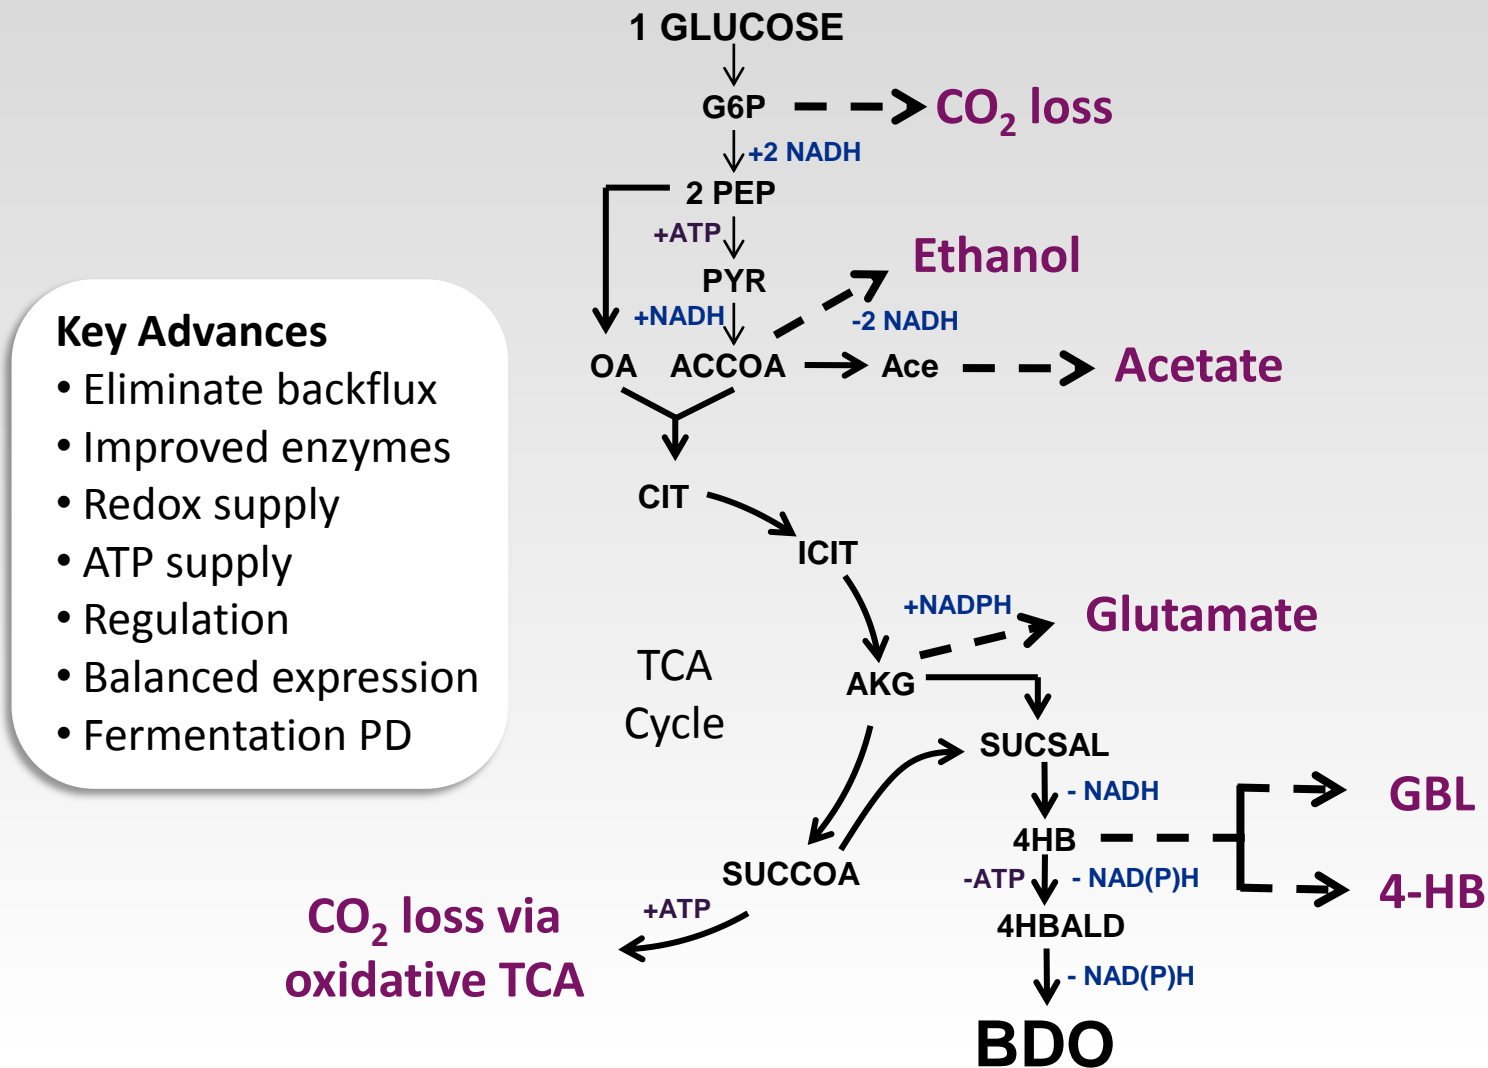 1 GLUCOSE
G6P
CO2 loss
+2 NADH
2 PEP
+ATP
PYR
Ethanol
+NADH
-2 NADH
OA
ACCOA
Ace
Acetate
CIT
ICIT
+NADPH
Glutamate
AKG
TCA
Cycle
SUCSAL
- NADH
GBL
4HB
-ATP
- NAD(P)H
4-HB
SUCCOA
+ATP
CO2 loss via
oxidative TCA
4HBALD
- NAD(P)H
BDO
Key Advances
• Eliminate backflux
• Improved enzymes
• Redox supply
• ATP supply
• Regulation
• Balanced expression
• Fermentation PD